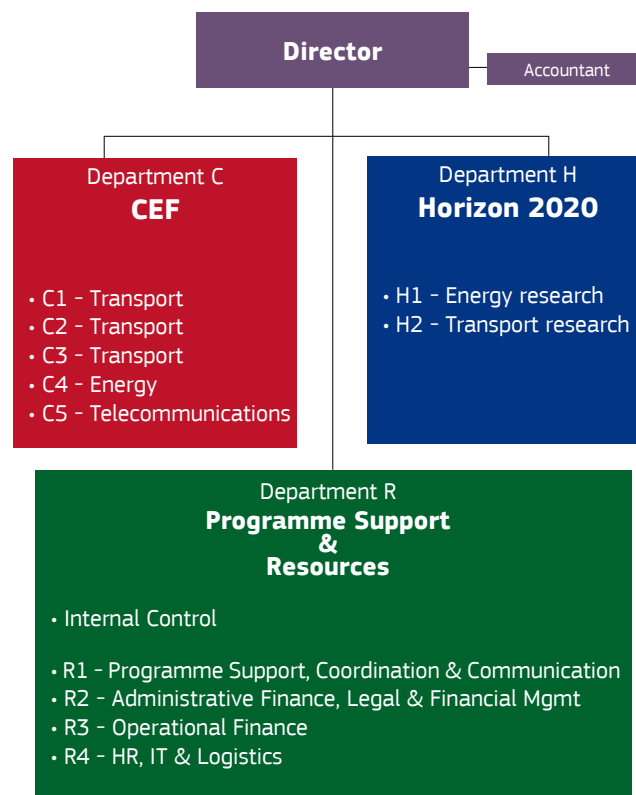 Director
Accountant
Department C
CEF
• C1 - Transport
• C2 - Transport
• C3 - Transport
• C4 - Energy
• C5 - Telecommunications
Department H
Horizon 2020
• H1 - Energy research
• H2 - Transport research
Department R
Programme Support
&
Resources
• Internal Control
• R1 - Programme Support, Coordination & Communication
• R2 - Administrative Finance, Legal & Financial Mgmt
• R3 - Operational Finance
• R4 - HR, IT & Logistics